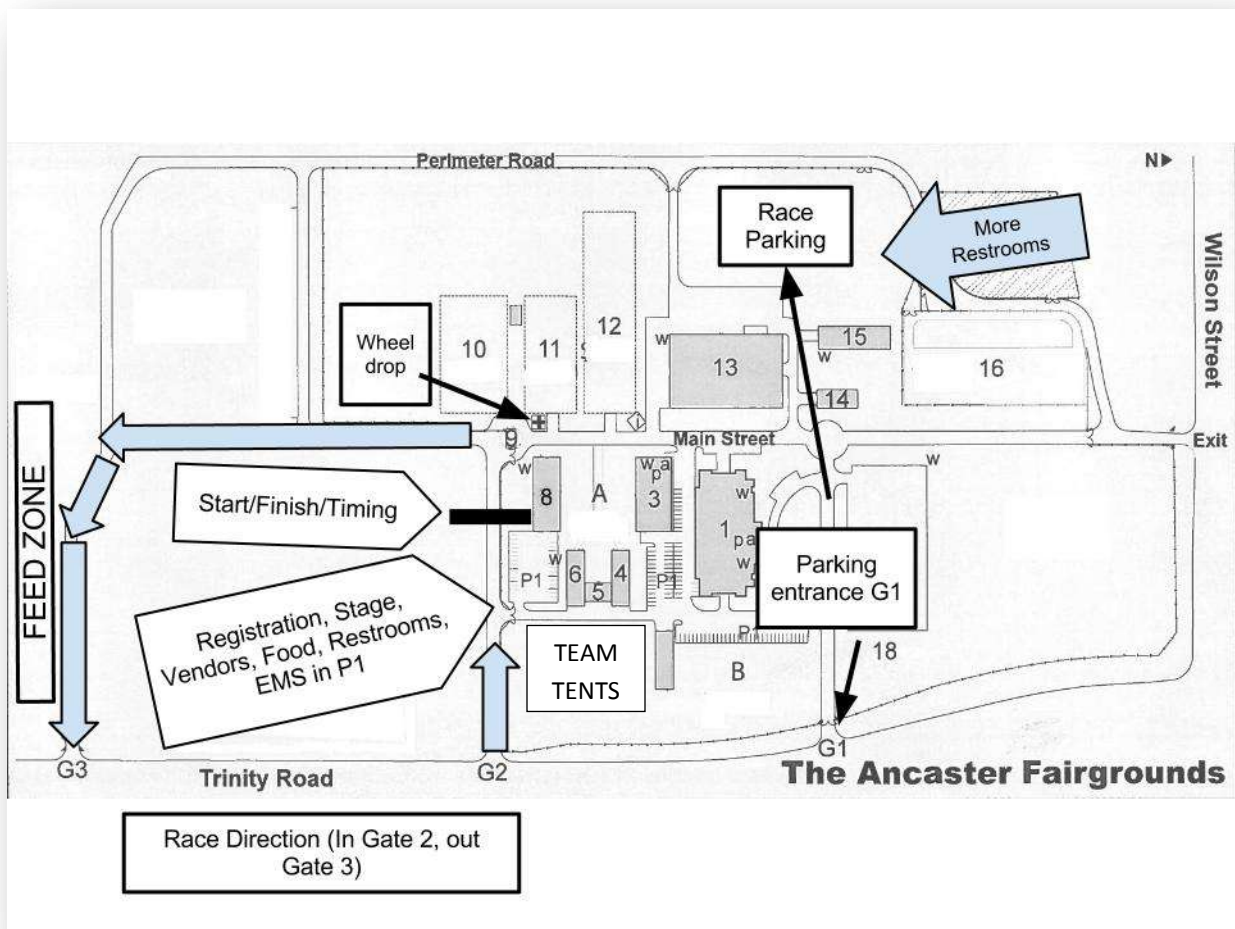 Perimeter Road
N
Race
Parking
More
Restrooms
Wilson Street
Wheel
drop
10
11
12
w
13
15
w
14
16
9
Main Street
Exit
FEED ZONE
Start/Finish/Timing
w
8
A
w a
p
3
w
1
p a
w
w
P1
w
6
5
4
P1
Parking
entrance G1
Registration, Stage,
Vendors, Food, Restrooms,
EMS in P1
TEAM
TENTS
B
18
G3
Trinity Road
G2
G1
The Ancaster Fairgrounds
Race Direction (In Gate 2, out
Gate 3)